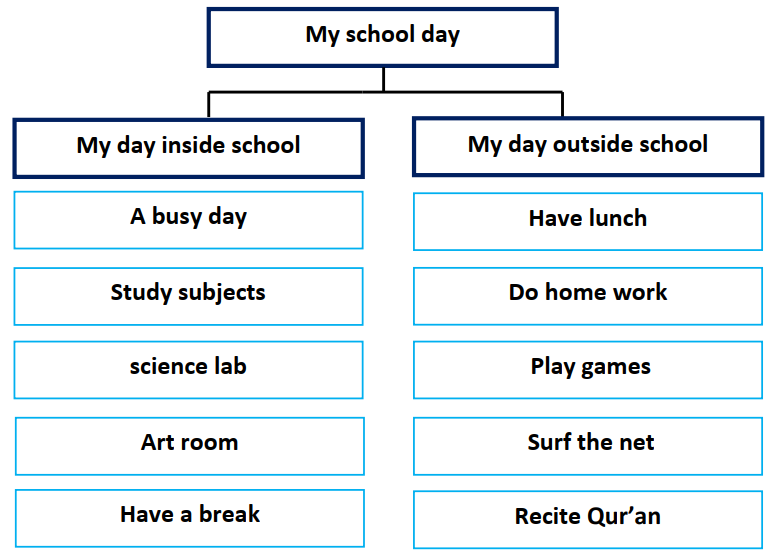 My school day
My day inside school
My day outside school
A busy day
Have lunch
Study subjects
Do home work
science lab
Play games
Art room
Surf the net
Have a break
Recite Qur’an